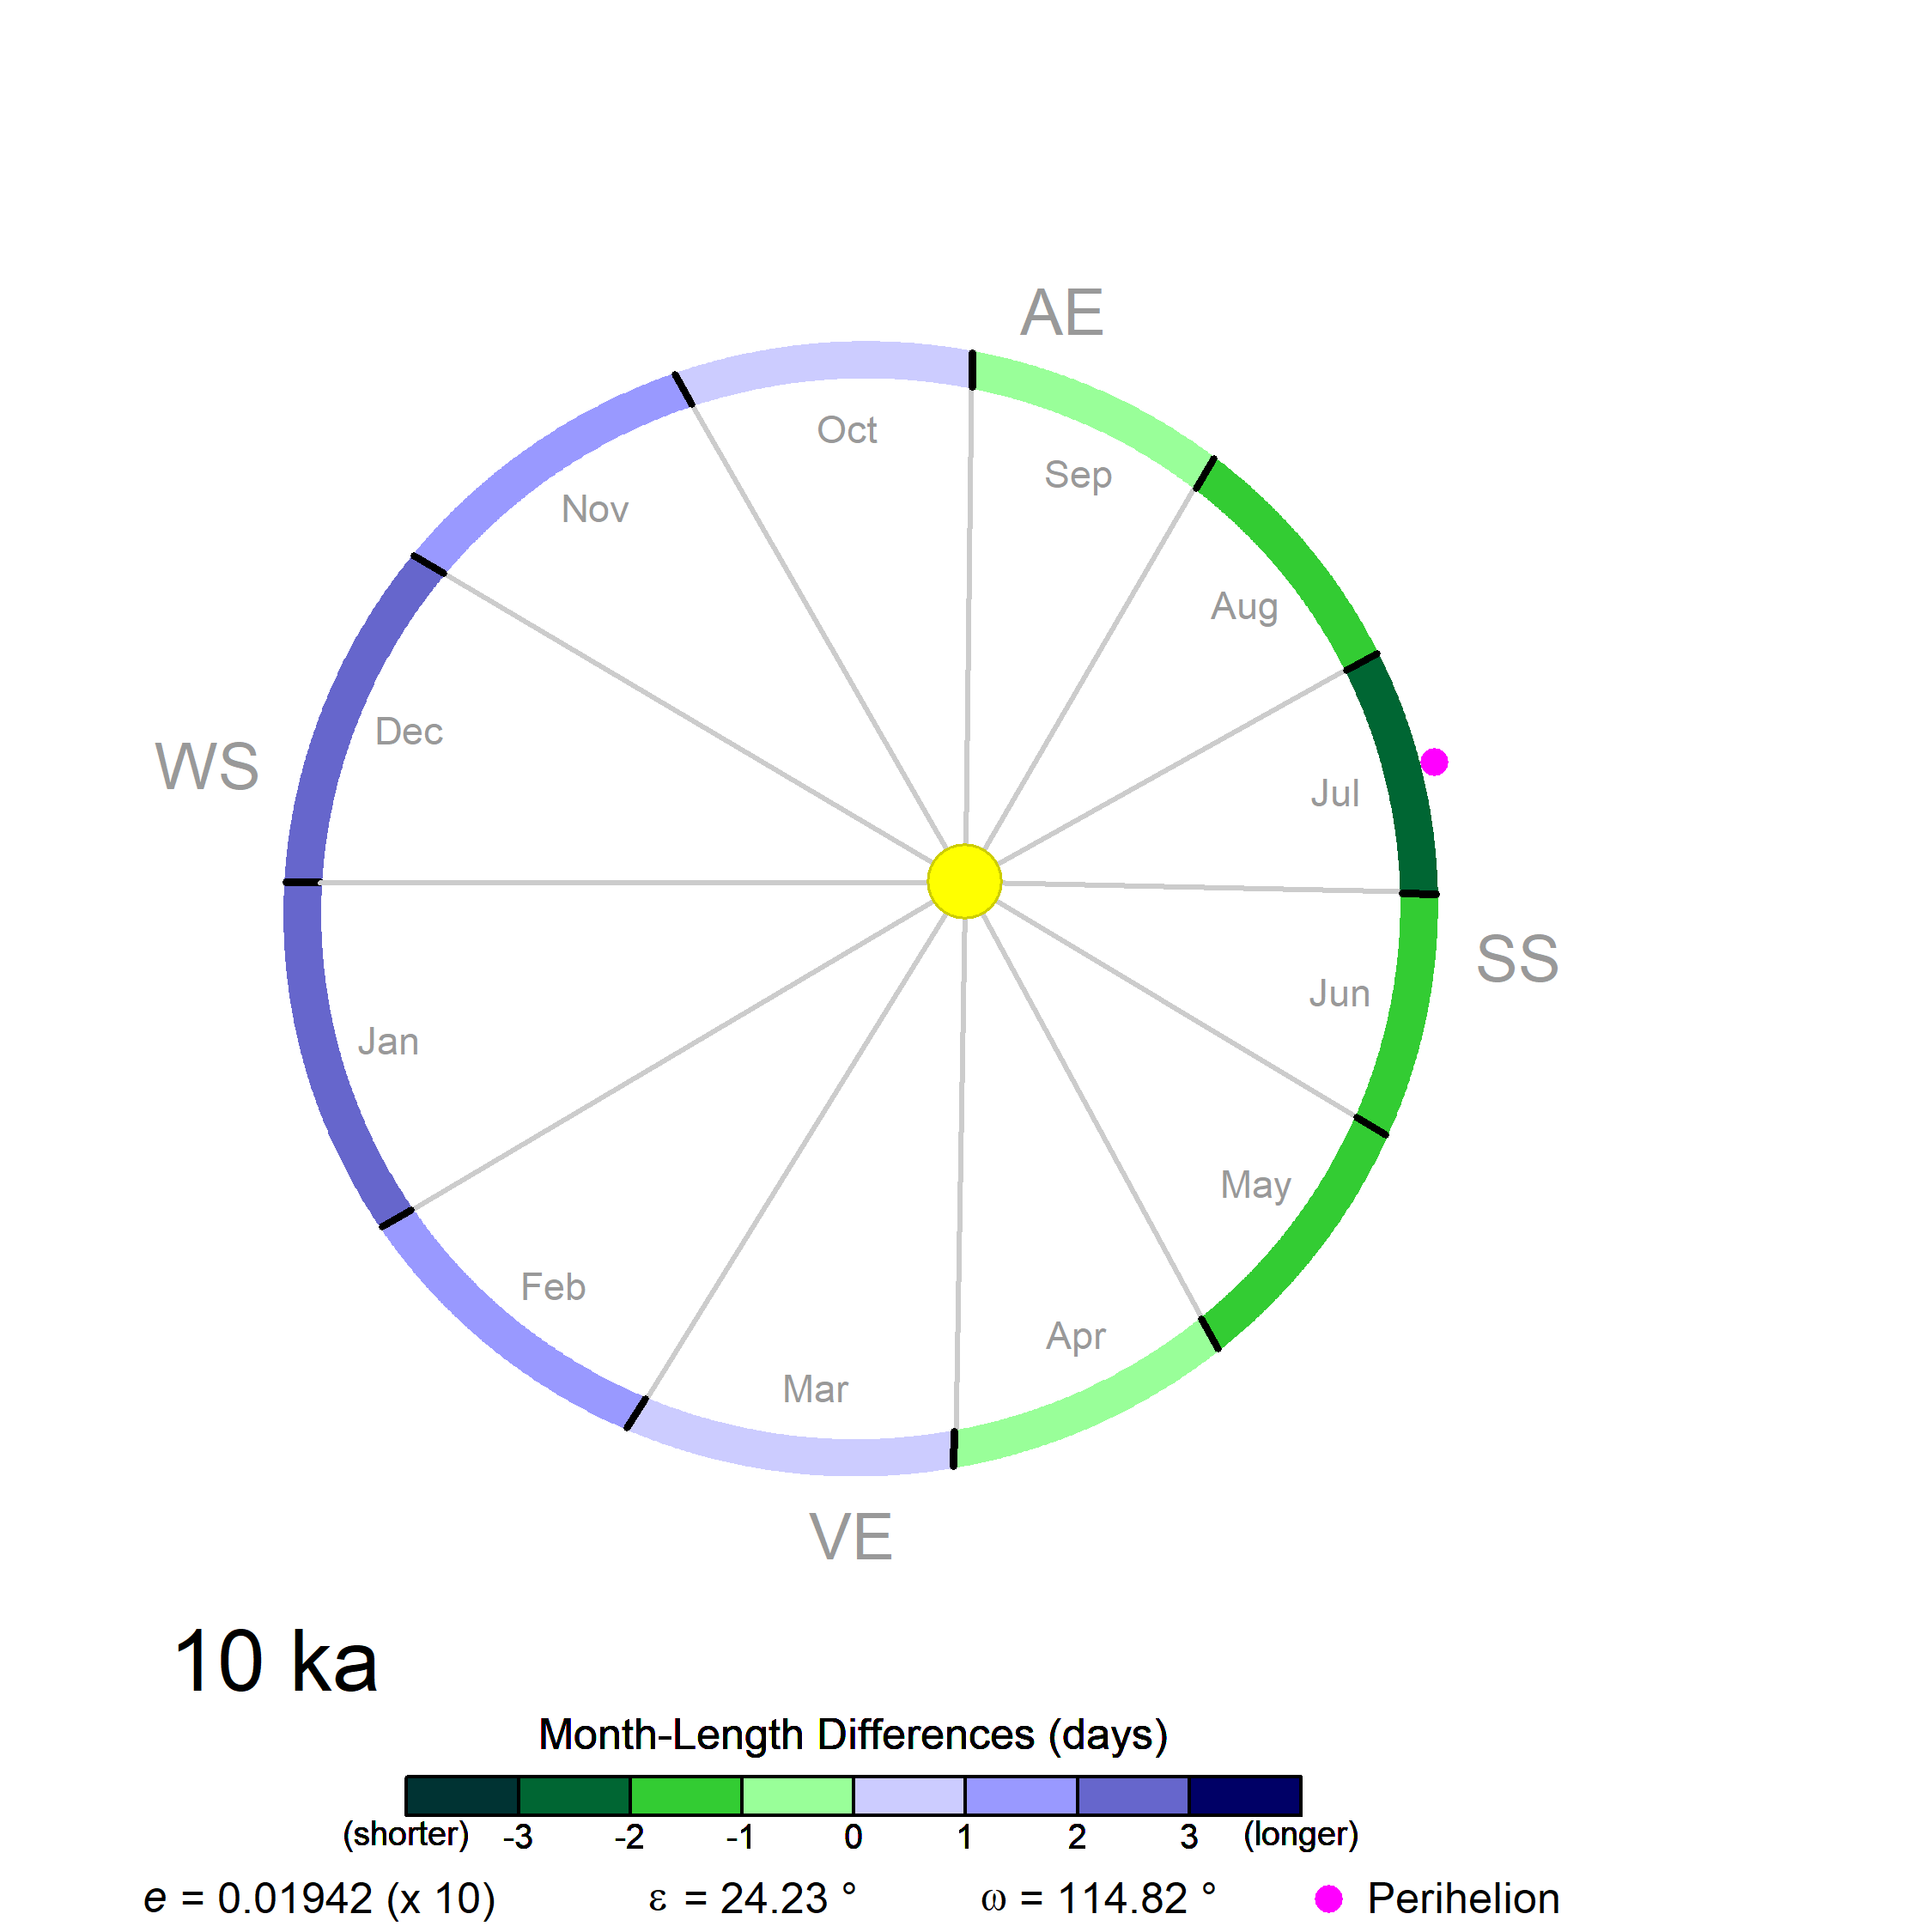 AE
Oct
Sep
Nov
Aug
Dec
WS
Jul
SS
Jun
Jan
May
Feb
Apr
Mar
VE
10 ka
Month-Length Differences (days)
(shorter) -3 -2 -1 0 1 2 3 (longer)
e = 0.01942 (x 10) ε = 24.23 ° ω = 114.82 ° Perihelion